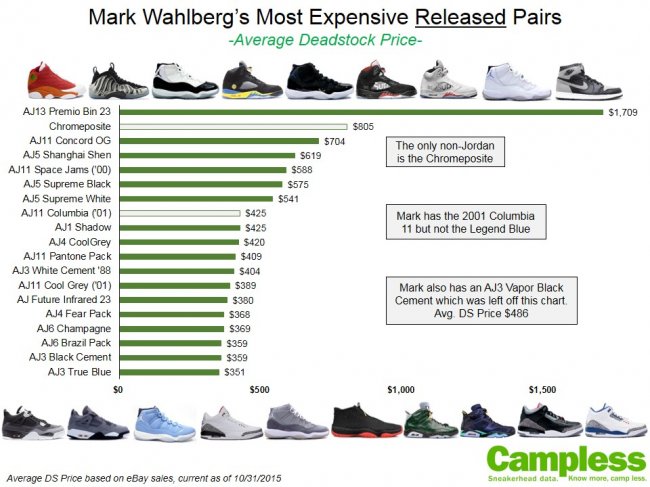 Mark Wahlberg's Most Expensive Released Pairs
-Average Deadstock Price-
AJ13 Premio Bin 23 $1,709
Chromeposite $805
AJ11 Concord OG $704
AJ5 Shanghai Shen $619
AJ11 Space Jams ('00) $588
AJ5 Supreme Black $575
AJ5 Supreme White $541
AJ11 Columbia ('01) $425
AJ1 Shadow $425
AJ4 CoolGrey $420
AJ11 Pantone Pack $409
AJ3 White Cement '88 $404
AJ11 Cool Grey ('01) $389
AJ Future Infrared 23 $380
AJ4 Fear Pack $368
AJ6 Champagne $369
AJ6 Brazil Pack $359
AJ3 Black Cement $359
AJ3 True Blue $351
$0 $500 $1,000 $1,500
The only non-Jordan
is the Chromeposite
Mark has the 2001 Columbia
11 but not the Legend Blue
Mark also has an AJ3 Vapor Black
Cement which was left off this chart.
Avg. DS Price $486
Average DS Price based on eBay sales, current as of 10/31/2015
Campless
Sneakerhead data. Know more, camp less.